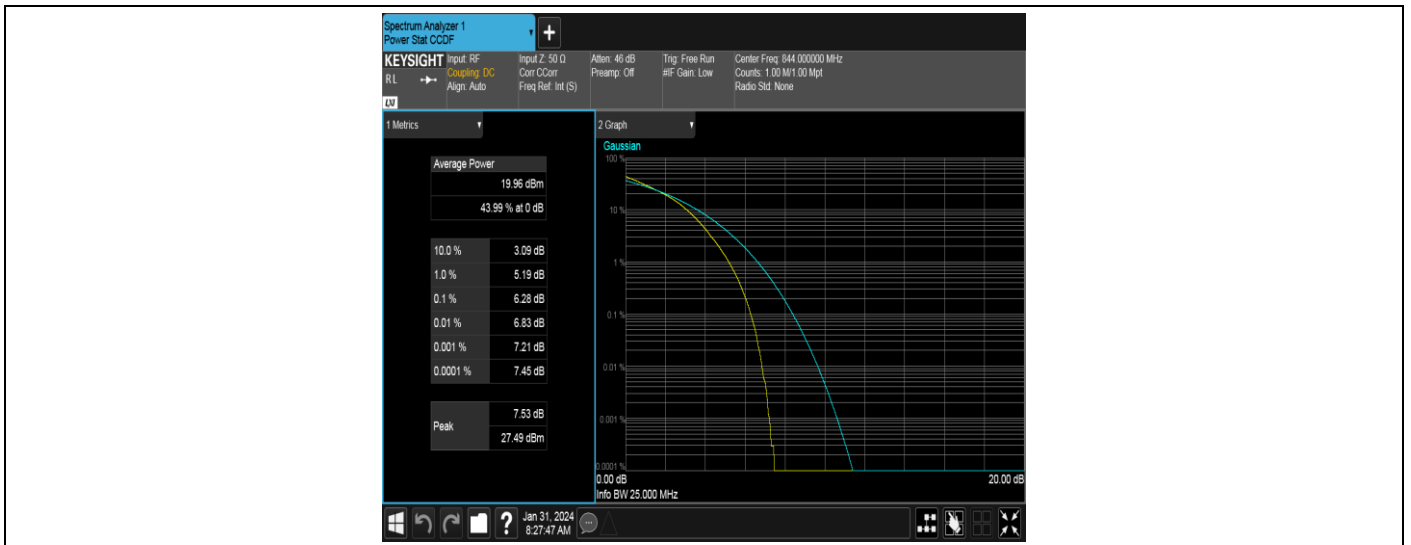 Spectrum Analyzer 1
Power Stat CCDF
+
KEYSIGHT Input: RF Input Z: 50 Ω Atten: 46 dB Trig: Free Run Center Freq: 844.000000 MHz
RL Coupling: DC Corr CCorr Preamp: Off #IF Gain: Low Counts: 1.00 M/1.00 Mpt
Align: Auto Freq Ref: Int (S) Radio Std: None
LXI
1 Metrics 2 Graph
Gaussian
Average Power
19.96 dBm
43.99 % at 0 dB
10.0 % 3.09 dB
1.0 % 5.19 dB
0.1 % 6.28 dB
0.01 % 6.83 dB
0.001 % 7.21 dB
0.0001 % 7.45 dB
Peak 7.53 dB
27.49 dBm
100 %
10 %
1 %
0.1 %
0.01 %
0.001 %
0.0001 %
0.00 dB 20.00 dB
Info BW 25.000 MHz
? Jan 31, 2024
8:27:47 AM